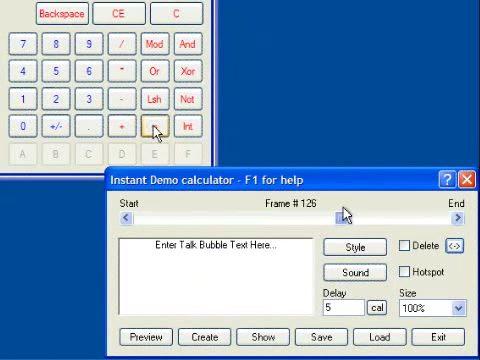 Backspace CE C
7 8 9 / Mod And
4 5 6 * Or Xor
1 2 3 - Lsh Not
0 +/- . + = Int
A B C D E F
Instant Demo calculator - F1 for help
Start Frame # 126 End
Enter Talk Bubble Text Here...
Style Delete <->
Sound Hotspot
Delay Size
5 cal 100%
Preview Create Show Save Load Exit